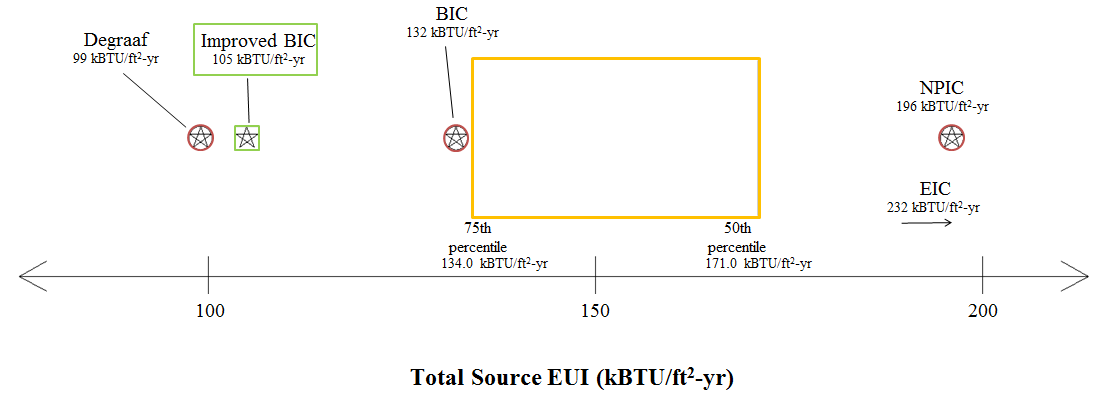 Degraaf
99 kBTU/ft²-yr
Improved BIC
105 kBTU/ft²-yr
BIC
132 kBTU/ft²-yr
NPIC
196 kBTU/ft²-yr
EIC
232 kBTU/ft²-yr
75th
percentile
134.0 kBTU/ft²-yr
50th
percentile
171.0 kBTU/ft²-yr
100
150
200
Total Source EUI (kBTU/ft²-yr)